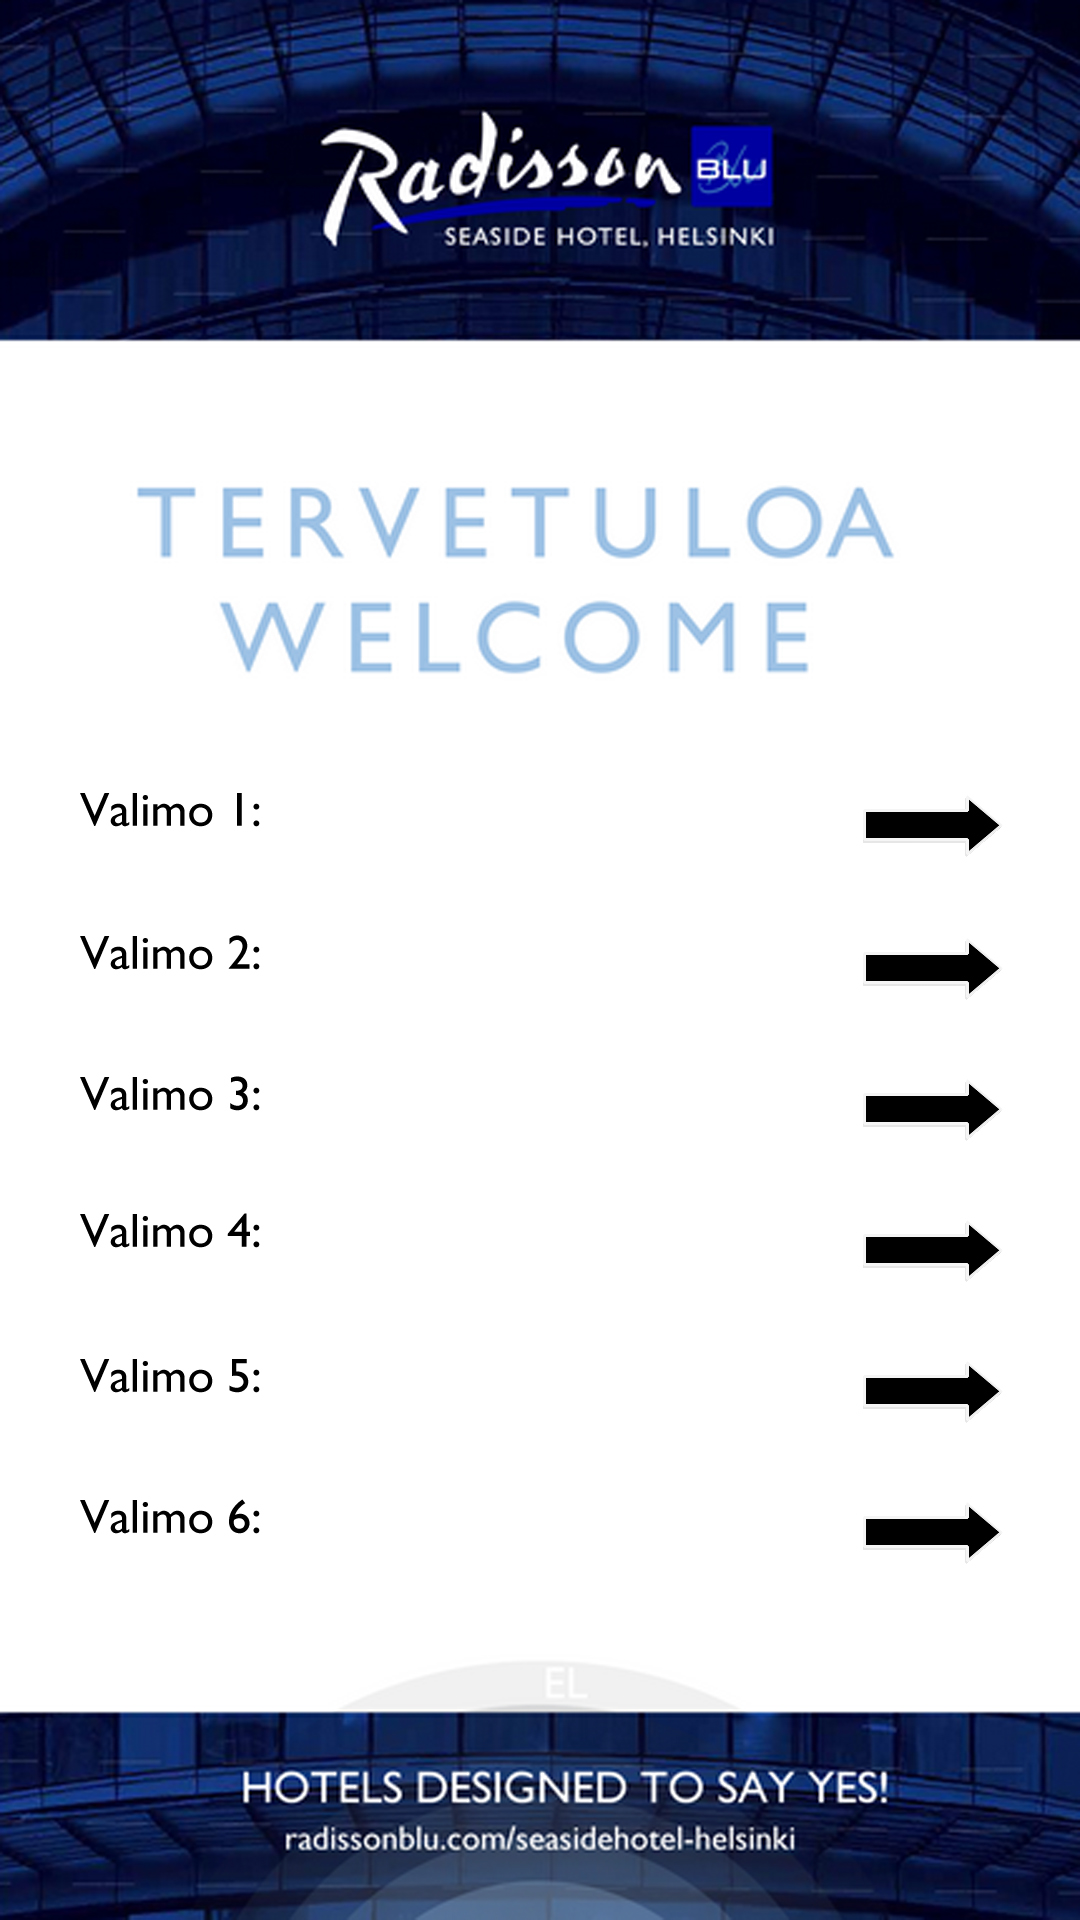 Radisson BLU
SEASIDE HOTEL, HELSINKI
TERVETULOA
WELCOME
Valimo 1:
Valimo 2:
Valimo 3:
Valimo 4:
Valimo 5:
Valimo 6:
EL
HOTELS DESIGNED TO SAY YES!
radissonblu.com/seasidehotel-helsinki